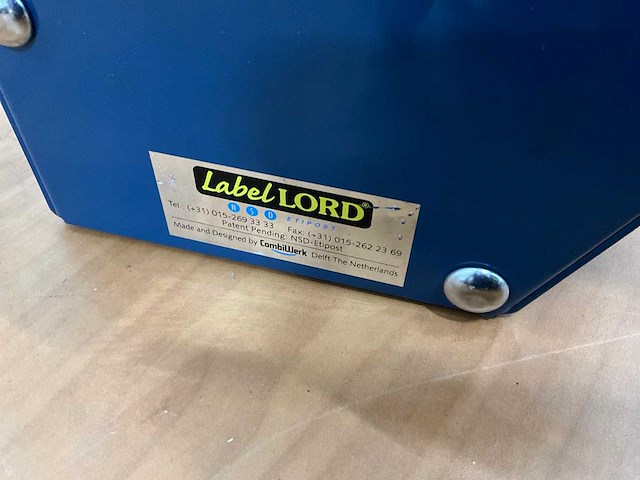 Label LORD®
NSD ETIPOST
Tel.: (+31) 015-269 33 33 Fax: (+31) 015-262 23 69
Patent Pending: NSD-Etipost
Made and Designed by CombiWerk Delft The Netherlands